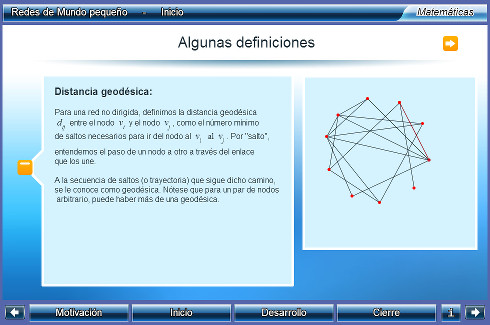 Redes de Mundo pequeño - Inicio
Matemáticas
Algunas definiciones
Distancia geodésica:
Para una red no dirigida, definimos la distancia geodésica
d_ij entre el nodo v_i y el nodo v_j, como el número mínimo
de saltos necesarios para ir del nodo al v_i al v_j. Por "salto",
entendemos el paso de un nodo a otro a través del enlace
que los une.
A la secuencia de saltos (o trayectoria) que sigue dicho camino,
se le conoce como geodésica. Nótese que para un par de nodos
arbitrario, puede haber más de una geodésica.
Motivación
Inicio
Desarrollo
Cierre
i